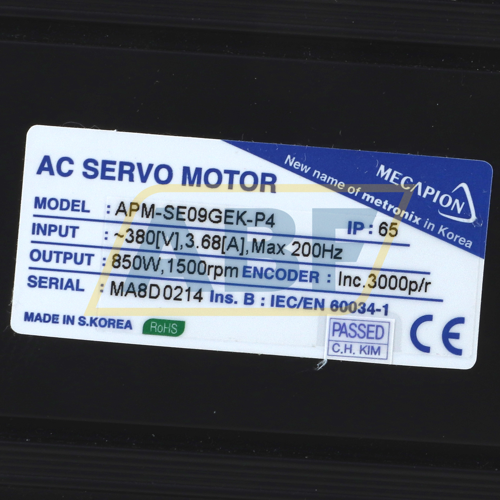 MECAPION
New name of metronix in Korea
AC SERVO MOTOR
MODEL : APM-SE09GEK-P4 IP : 65
INPUT : ~380[V],3.68[A],Max 200Hz
OUTPUT : 850W,1500rpm ENCODER : Inc.3000p/r
SERIAL : MA8D0214 Ins. B : IEC/EN 60034-1
MADE IN S.KOREA RoHS PASSED CE
C.H. KIM
ABF